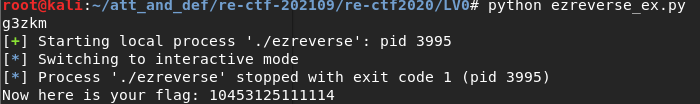 root@kali:~/att_and_def/re-ctf-202109/re-ctf2020/LV0# python ezreverse_ex.py
g3zkm
[+] Starting local process './ezreverse': pid 3995
[*] Switching to interactive mode
[*] Process './ezreverse' stopped with exit code 1 (pid 3995)
Now here is your flag: 10453125111114